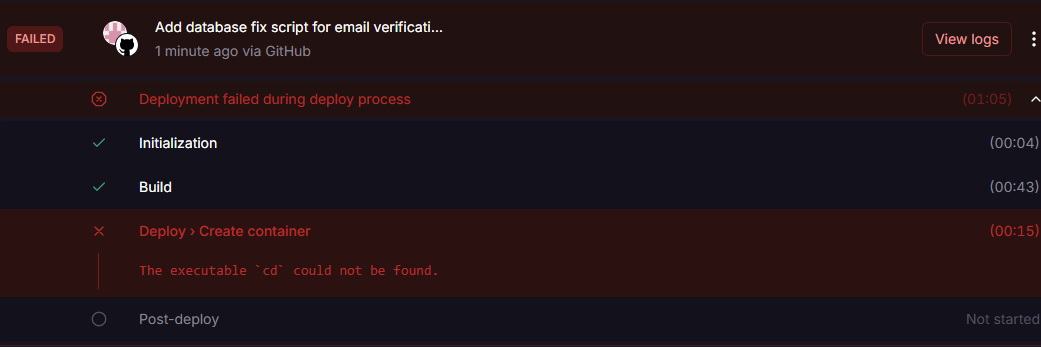 FAILED
Add database fix script for email verificati...
1 minute ago via GitHub
View logs
Deployment failed during deploy process
(01:05)
Initialization
(00:04)
Build
(00:43)
Deploy › Create container
(00:15)
The executable `cd` could not be found.
Post-deploy
Not started